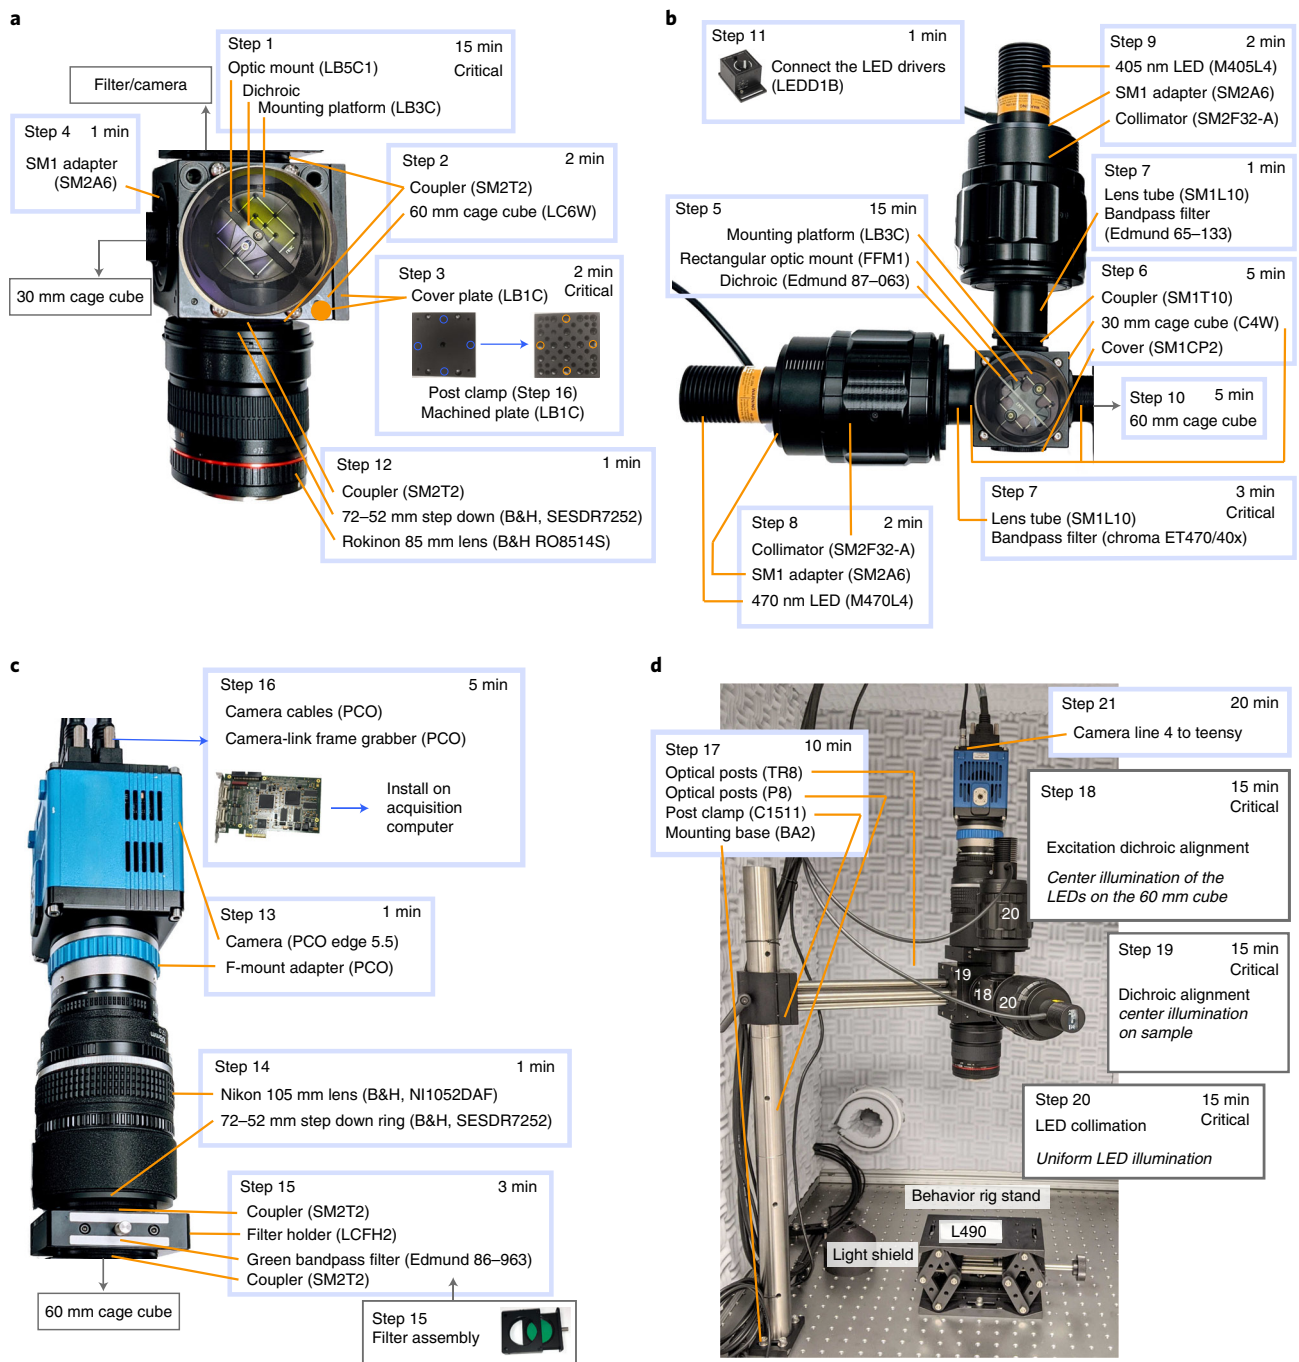 a
Step 1
15 min
Optic mount (LB5C1)
Critical
Dichroic
Mounting platform (LB3C)
Filter/camera
Step 4 1 min
SM1 adapter
(SM2A6)
Step 2
2 min
Coupler (SM2T2)
60 mm cage cube (LC6W)
30 mm cage cube
Step 3
2 min
Critical
Cover plate (LB1C)
Post clamp (Step 16)
Machined plate (LB1C)
Step 12
1 min
Coupler (SM2T2)
72–52 mm step down (B&H, SESDR7252)
Rokinon 85 mm lens (B&H RO8514S)
b
Step 11
1 min
Connect the LED drivers
(LEDD1B)
Step 9
2 min
405 nm LED (M405L4)
SM1 adapter (SM2A6)
Collimator (SM2F32-A)
Step 7
1 min
Lens tube (SM1L10)
Bandpass filter
(Edmund 65–133)
Step 5
15 min
Mounting platform (LB3C)
Rectangular optic mount (FFM1)
Dichroic (Edmund 87–063)
Step 6
5 min
Coupler (SM1T10)
30 mm cage cube (C4W)
Cover (SM1CP2)
Step 10
5 min
60 mm cage cube
Step 7
3 min
Critical
Lens tube (SM1L10)
Bandpass filter (chroma ET470/40x)
Step 8
2 min
Collimator (SM2F32-A)
SM1 adapter (SM2A6)
470 nm LED (M470L4)
c
Step 16
5 min
Camera cables (PCO)
Camera-link frame grabber (PCO)
Install on
acquisition
computer
Step 13
1 min
Camera (PCO edge 5.5)
F-mount adapter (PCO)
Step 14
1 min
Nikon 105 mm lens (B&H, NI1052DAF)
72–52 mm step down ring (B&H, SESDR7252)
Step 15
3 min
Coupler (SM2T2)
Filter holder (LCFH2)
Green bandpass filter (Edmund 86–963)
Coupler (SM2T2)
60 mm cage cube
Step 15
Filter assembly
d
Step 21
20 min
Camera line 4 to teensy
Step 17
10 min
Optical posts (TR8)
Optical posts (P8)
Post clamp (C1511)
Mounting base (BA2)
Step 18
15 min
Critical
Excitation dichroic alignment
Center illumination of the
LEDs on the 60 mm cube
20
19
18
20
Step 19
15 min
Critical
Dichroic alignment
center illumination
on sample
Step 20
15 min
Critical
LED collimation
Uniform LED illumination
Behavior rig stand
L490
Light shield